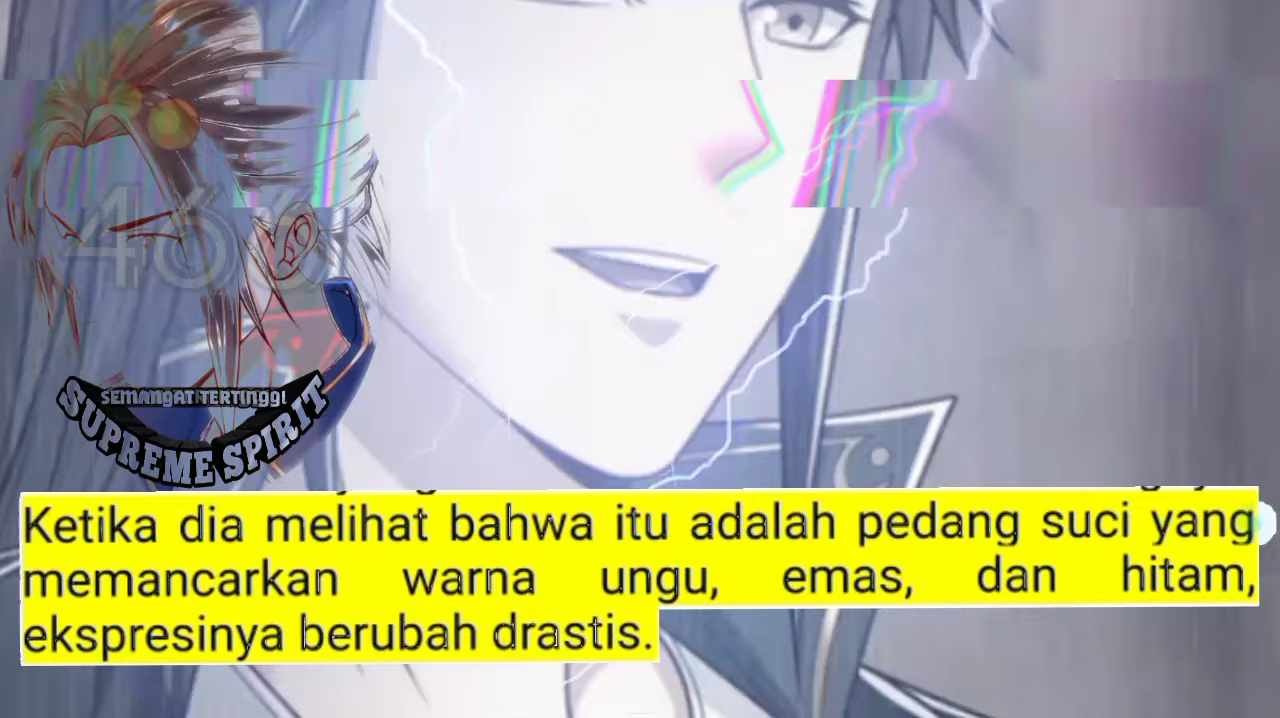 466
SEMANGAT TERTINGGI
SUPREME SPIRIT
Ketika dia melihat bahwa itu adalah pedang suci yang
memancarkan warna ungu, emas, dan hitam,
ekspresinya berubah drastis.